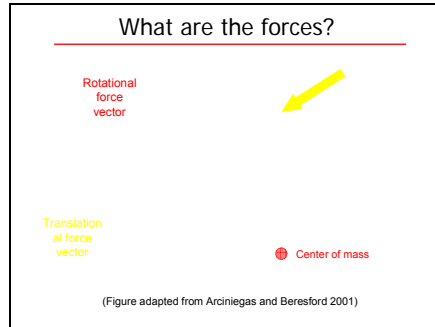 What are the forces?
Rotational
force
vector
Translation
al force
vector
Center of mass
(Figure adapted from Arciniegas and Beresford 2001)